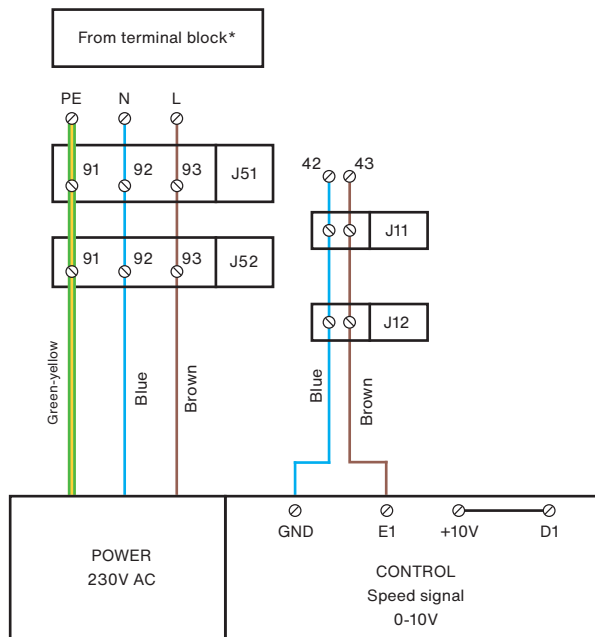 From terminal block*
PE N L
91 92 93 J51
42 43
J11
91 92 93 J52
J12
Green-yellow
Blue
Brown
Blue
Brown
GND E1 +10V D1
POWER
230V AC
CONTROL
Speed signal
0-10V